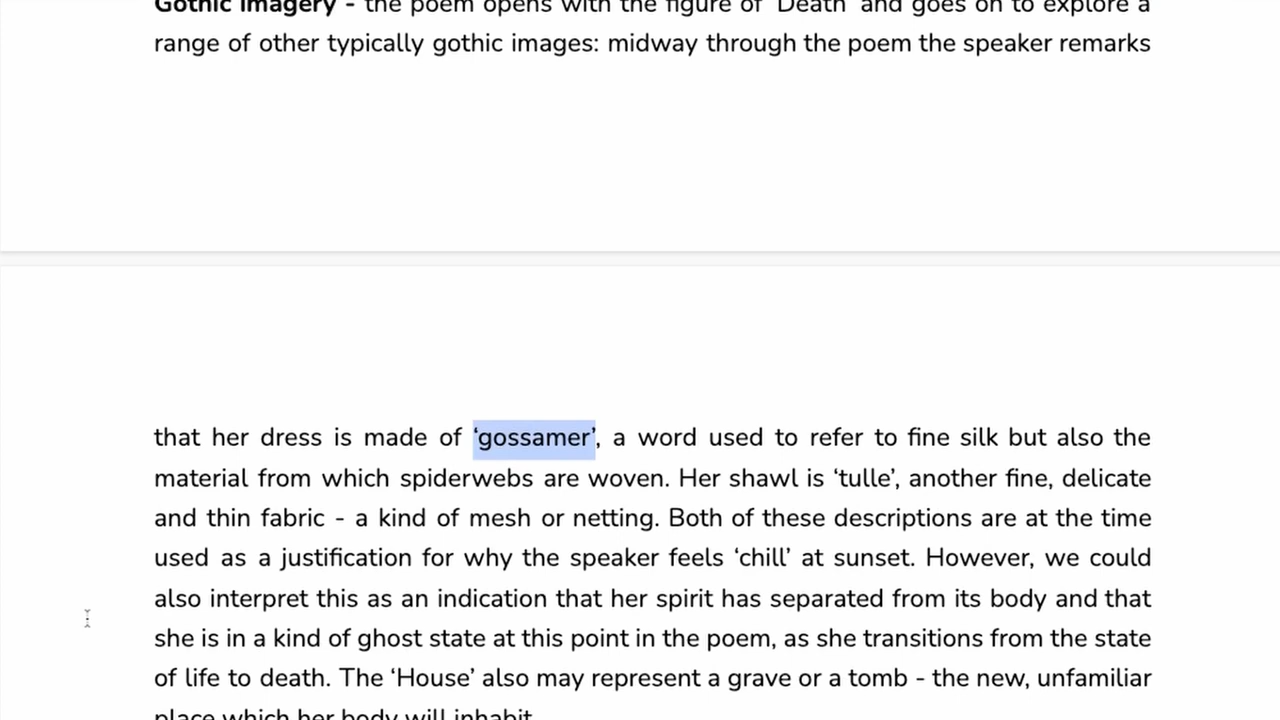 Gothic Imagery - the poem opens with the figure of ‘Death’ and goes on to explore a
range of other typically gothic images: midway through the poem the speaker remarks
that her dress is made of ‘gossamer’, a word used to refer to fine silk but also the
material from which spiderwebs are woven. Her shawl is ‘tulle’, another fine, delicate
and thin fabric - a kind of mesh or netting. Both of these descriptions are at the time
used as a justification for why the speaker feels ‘chill’ at sunset. However, we could
also interpret this as an indication that her spirit has separated from its body and that
she is in a kind of ghost state at this point in the poem, as she transitions from the state
of life to death. The ‘House’ also may represent a grave or a tomb - the new, unfamiliar
place which her body will inhabit.